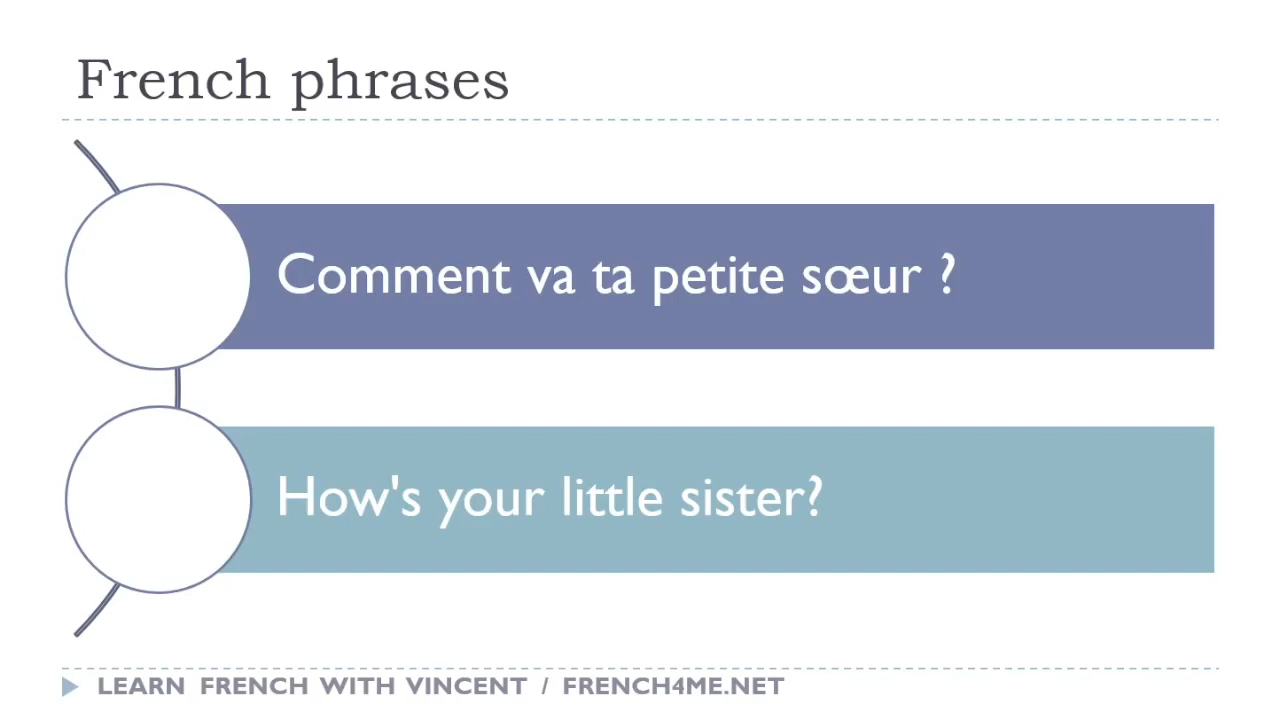 French phrases
Comment va ta petite sœur ?
How's your little sister?
LEARN FRENCH WITH VINCENT / FRENCH4ME.NET